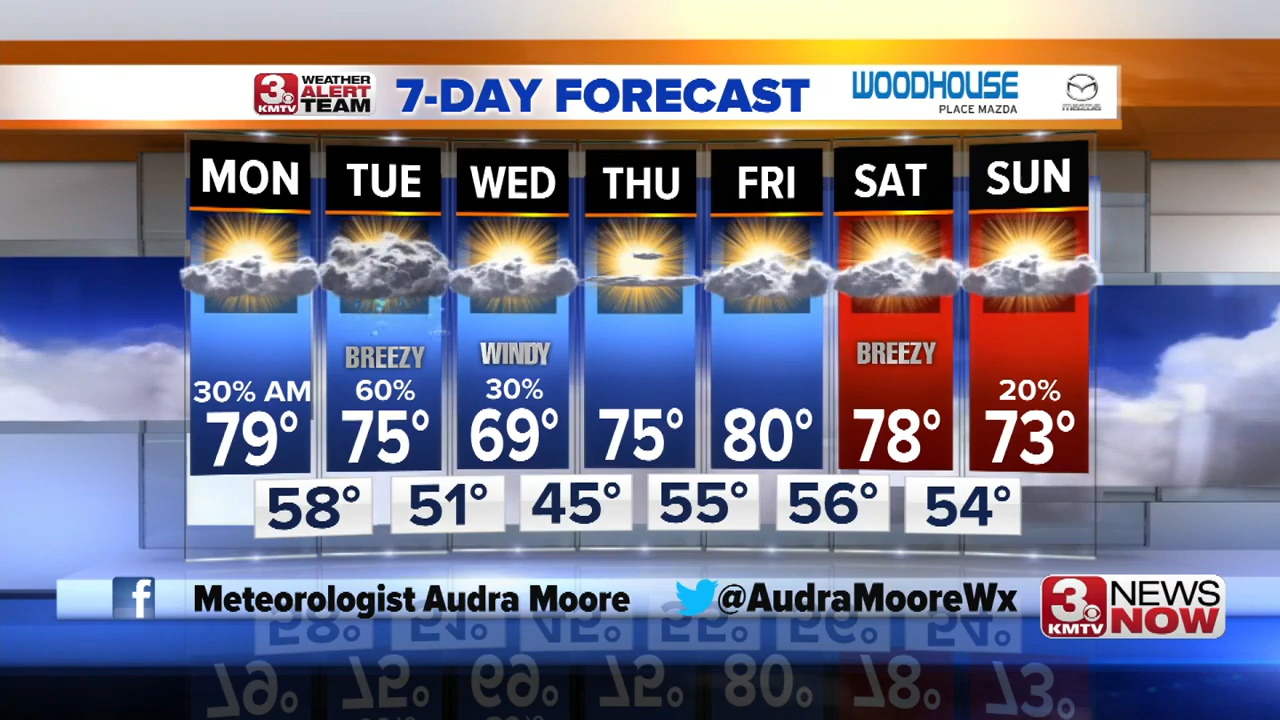 3 KMTV WEATHER ALERT TEAM
7-DAY FORECAST
WOODHOUSE
PLACE MAZDA
mazda
MON TUE WED THU FRI SAT SUN
BREEZY WINDY BREEZY
30% AM 60% 30% 20%
79° 75° 69° 75° 80° 78° 73°
58° 51° 45° 55° 56° 54°
f Meteorologist Audra Moore @AudraMooreWx
3 KMTV NEWS NOW